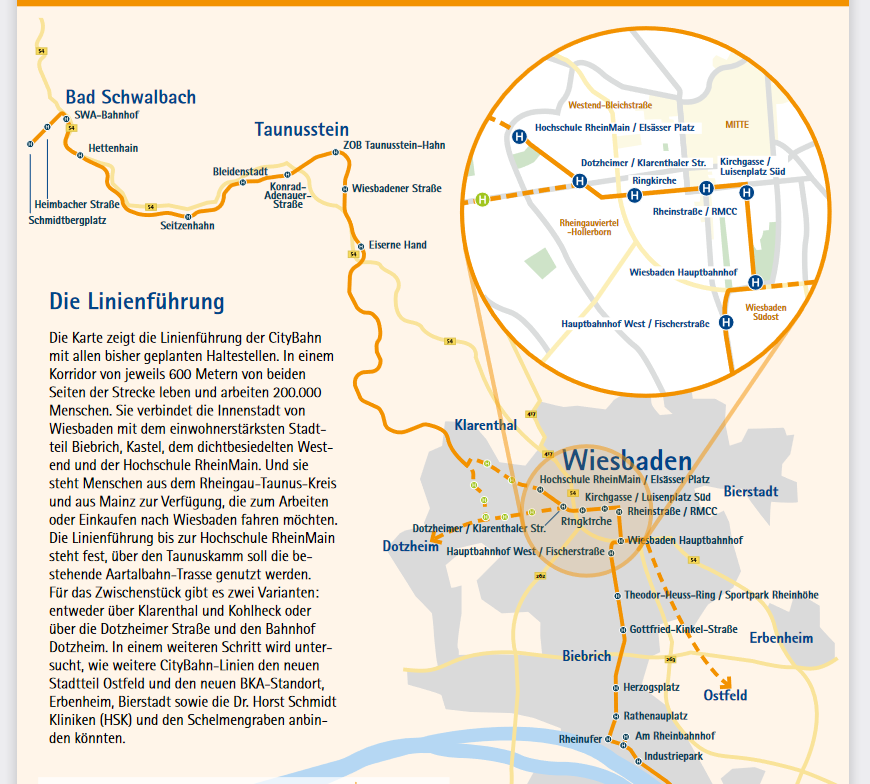 54
Bad Schwalbach
SWA-Bahnhof
54
Hettenhain
Heimbacher Straße
Schmidtbergplatz
54
Seitzenhahn
Bleidenstadt
Konrad-
Adenauer-
Straße
Taunusstein
ZOB Taunusstein-Hahn
Wiesbadener Straße
Eiserne Hand
54
54
Westend-Bleichstraße
MITTE
H Hochschule RheinMain / Elsässer Platz
Dotzheimer / Klarenthaler Str.
Kirchgasse /
Luisenplatz Süd
H
H
Ringkirche
H
H
H
Rheinstraße / RMCC
Rheingauviertel
-Hollerborn
Wiesbaden Hauptbahnhof
H
Wiesbaden
Südost
Hauptbahnhof West / Fischerstraße H
Die Linienführung
Die Karte zeigt die Linienführung der CityBahn
mit allen bisher geplanten Haltestellen. In einem
Korridor von jeweils 600 Metern von beiden
Seiten der Strecke leben und arbeiten 200.000
Menschen. Sie verbindet die Innenstadt von
Wiesbaden mit dem einwohnerstärksten Stadt-
teil Biebrich, Kastel, dem dichtbesiedelten West-
end und der Hochschule RheinMain. Und sie
steht Menschen aus dem Rheingau-Taunus-Kreis
und aus Mainz zur Verfügung, die zum Arbeiten
oder Einkaufen nach Wiesbaden fahren möchten.
Die Linienführung bis zur Hochschule RheinMain
steht fest, über den Taunuskamm soll die be-
stehende Aartalbahn-Trasse genutzt werden.
Für das Zwischenstück gibt es zwei Varianten:
entweder über Klarenthal und Kohlheck oder
über die Dotzheimer Straße und den Bahnhof
Dotzheim. In einem weiteren Schritt wird unter-
sucht, wie weitere CityBahn-Linien den neuen
Stadtteil Ostfeld und den neuen BKA-Standort,
Erbenheim, Bierstadt sowie die Dr. Horst Schmidt
Kliniken (HSK) und den Schelmengraben anbin-
den könnten.
417
Klarenthal
417
Wiesbaden
Hochschule RheinMain / Elsässer Platz
54
Kirchgasse / Luisenplatz Süd
Bierstadt
Rheinstraße / RMCC
Ringkirche
Dotzheimer / Klarenthaler Str.
Dotzheim
Wiesbaden Hauptbahnhof
Hauptbahnhof West / Fischerstraße
54
262
Theodor-Heuss-Ring / Sportpark Rheinhöhe
Gottfried-Kinkel-Straße
Erbenheim
Biebrich
263
Herzogsplatz
Ostfeld
Rathenauplatz
Rheinufer
Am Rheinbahnhof
Industriepark